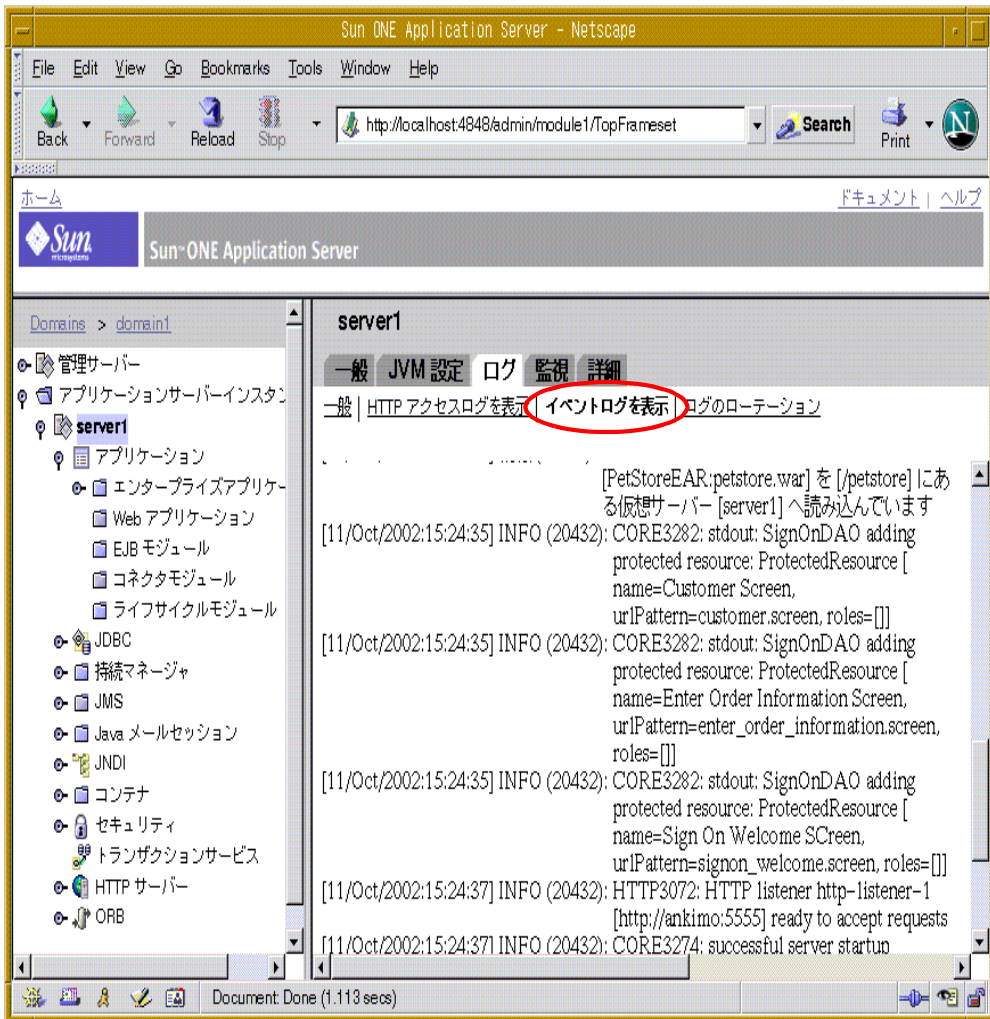 Sun ONE Application Server - Netscape
File Edit View Go Bookmarks Tools Window Help
Back Forward Reload Stop http://localhost:4848/admin/module1/TopFrameset Search Print N
ホーム ドキュメント | ヘルプ
Sun microsystems Sun™ ONE Application Server
Domains > domain1
管理サーバー
アプリケーションサーバーインスタン
server1
アプリケーション
エンタープライズアプリケー
Web アプリケーション
EJB モジュール
コネクタモジュール
ライフサイクルモジュール
JDBC
持続マネージャ
JMS
Java メールセッション
JNDI
コンテナ
セキュリティ
トランザクションサービス
HTTP サーバー
ORB
server1
一般 JVM 設定 ログ 監視 詳細
一般 | HTTP アクセスログを表示 | イベントログを表示 | ログのローテーション
[PetStoreEAR:petstore.war] を [/petstore] にあ
る仮想サーバー [server1] へ読み込んでいます
[11/Oct/2002:15:24:35] INFO (20432): CORE3282: stdout: SignOnDAO adding
protected resource: ProtectedResource [
name=Customer Screen,
urlPattern=customer.screen, roles=[]]
[11/Oct/2002:15:24:35] INFO (20432): CORE3282: stdout: SignOnDAO adding
protected resource: ProtectedResource [
name=Enter Order Information Screen,
urlPattern=enter_order_information.screen,
roles=[]]
[11/Oct/2002:15:24:35] INFO (20432): CORE3282: stdout: SignOnDAO adding
protected resource: ProtectedResource [
name=Sign On Welcome SCreen,
urlPattern=signon_welcome.screen, roles=[]]
[11/Oct/2002:15:24:37] INFO (20432): HTTP3072: HTTP listener http-listener-1
[http://ankimo:5555] ready to accept requests
[11/Oct/2002:15:24:37] INFO (20432): CORE3274: successful server startup
Document: Done (1.113 secs)